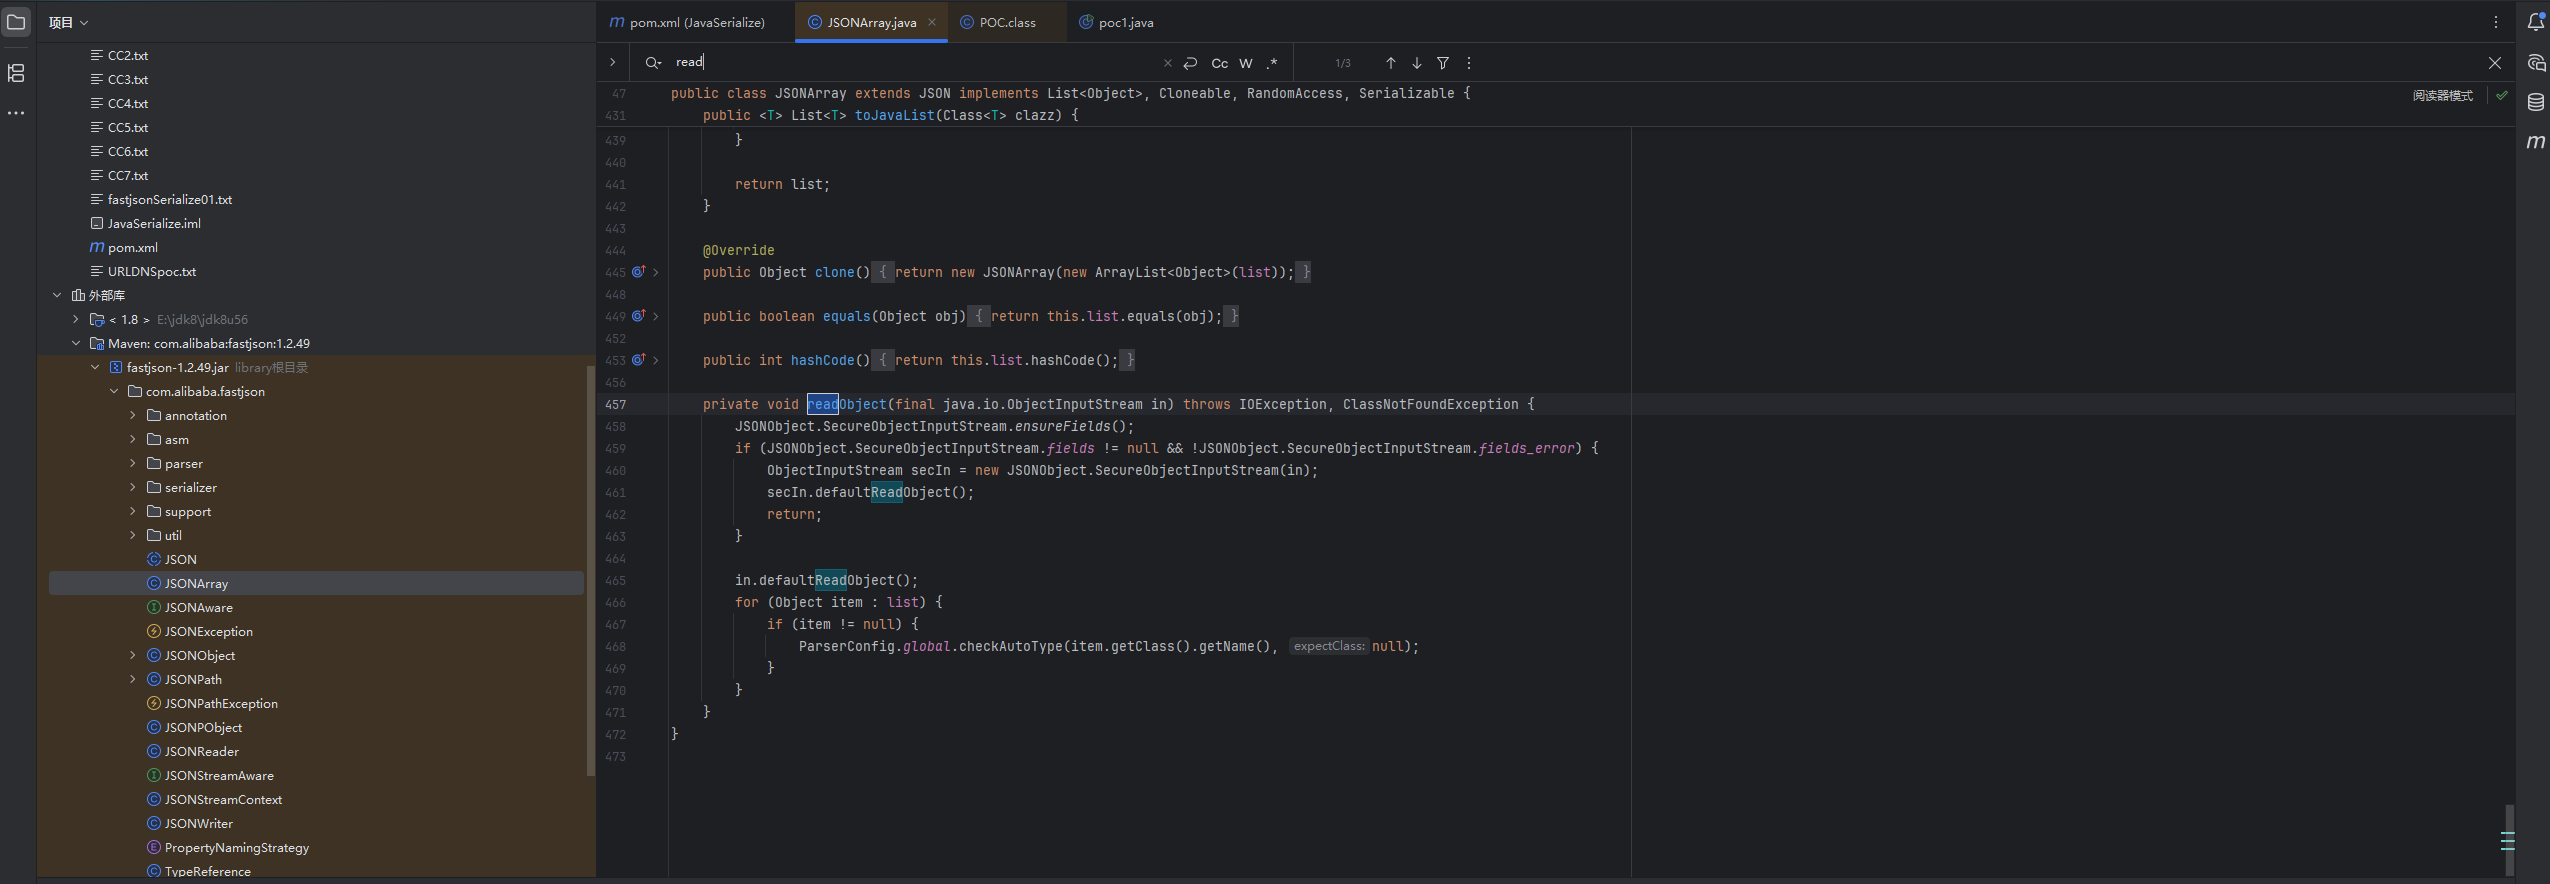 项目
CC2.txt
CC3.txt
CC4.txt
CC5.txt
CC6.txt
CC7.txt
fastjsonSerialize01.txt
JavaSerialize.iml
pom.xml
URLDNSpoc.txt
外部库
< 1.8 > E:\jdk8\jdk8u56
Maven: com.alibaba:fastjson:1.2.49
fastjson-1.2.49.jar library根目录
com.alibaba.fastjson
annotation
asm
parser
serializer
support
util
JSON
JSONArray
JSONAware
JSONException
JSONObject
JSONPath
JSONPathException
JSONPObject
JSONReader
JSONStreamAware
JSONStreamContext
JSONWriter
PropertyNamingStrategy
TypeReference
pom.xml (JavaSerialize) JSONArray.java POC.class poc1.java
read Cc W .* 1/3
阅读器模式
47 public class JSONArray extends JSON implements List<Object>, Cloneable, RandomAccess, Serializable {
431 public <T> List<T> toJavaList(Class<T> clazz) {
439 }
440
441 return list;
442 }
443
444 @Override
445 public Object clone() { return new JSONArray(new ArrayList<Object>(list)); }
448
449 public boolean equals(Object obj) { return this.list.equals(obj); }
452
453 public int hashCode() { return this.list.hashCode(); }
456
457 private void readObject(final java.io.ObjectInputStream in) throws IOException, ClassNotFoundException {
458 JSONObject.SecureObjectInputStream.ensureFields();
459 if (JSONObject.SecureObjectInputStream.fields != null && !JSONObject.SecureObjectInputStream.fields_error) {
460 ObjectInputStream secIn = new JSONObject.SecureObjectInputStream(in);
461 secIn.defaultReadObject();
462 return;
463 }
464
465 in.defaultReadObject();
466 for (Object item : list) {
467 if (item != null) {
468 ParserConfig.global.checkAutoType(item.getClass().getName(), expectClass: null);
469 }
470 }
471 }
472 }
473